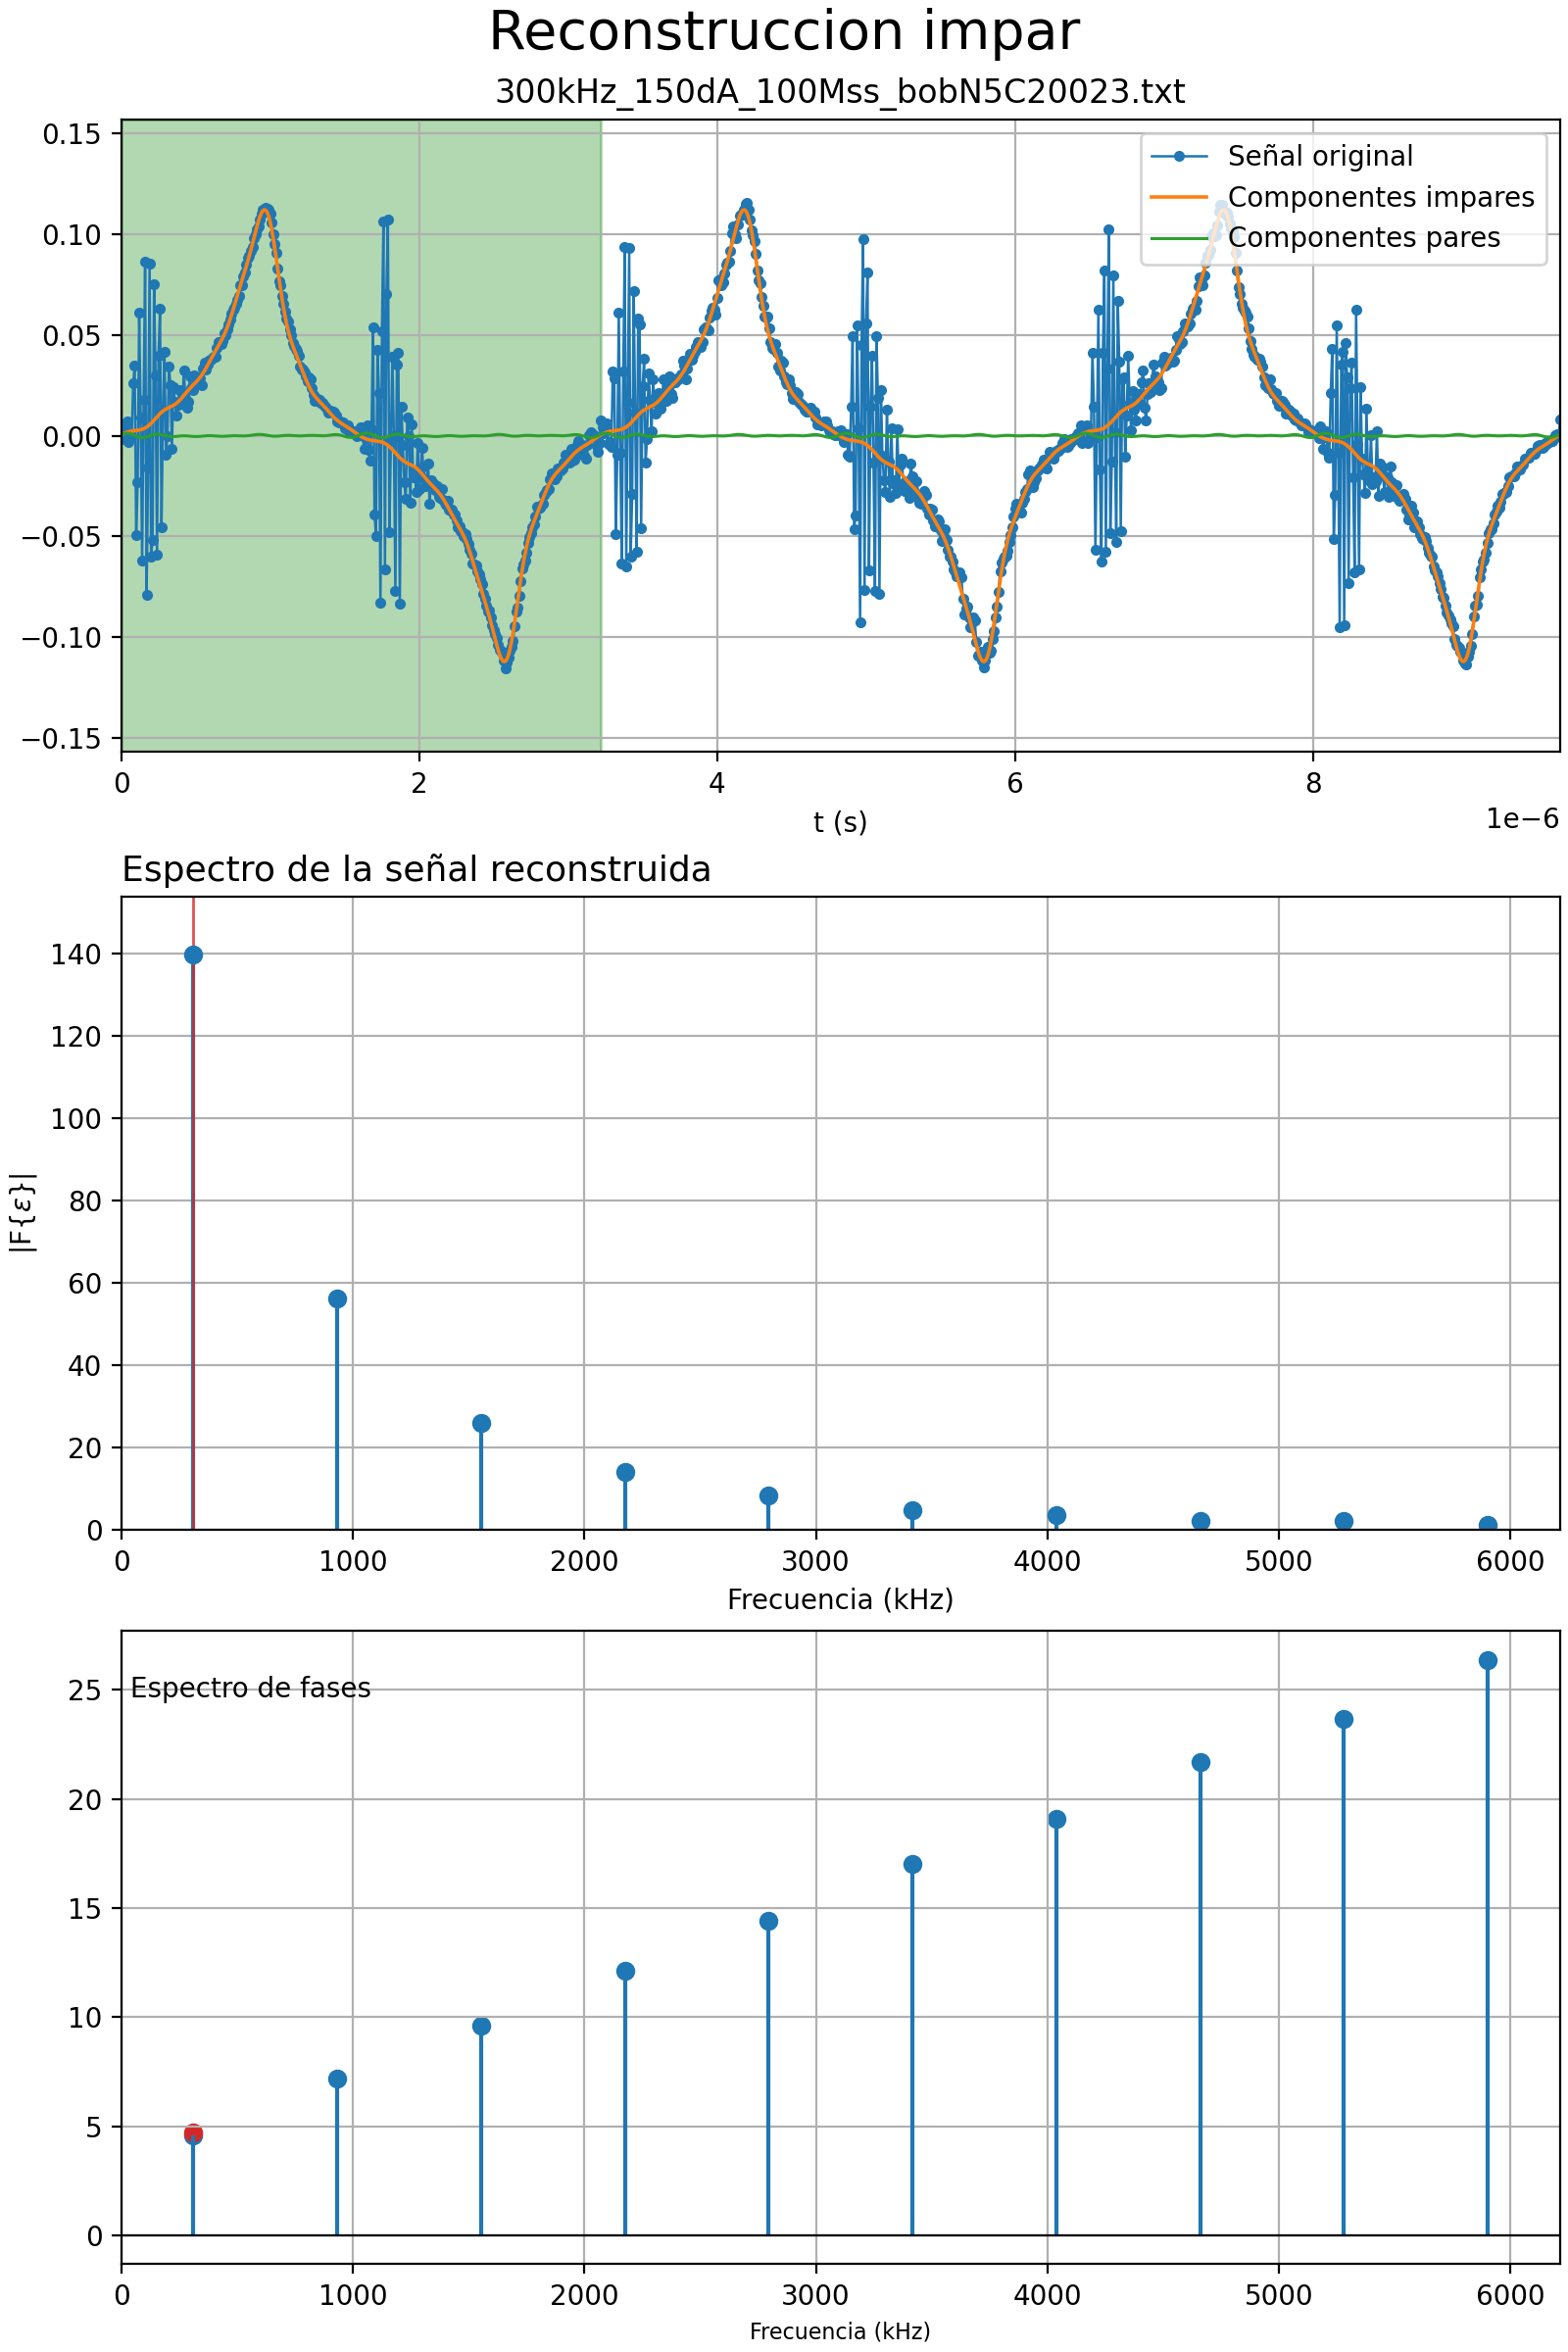 Reconstruccion impar
300kHz_150dA_100Mss_bobN5C20023.txt
0.15
0.10
0.05
0.00
−0.05
−0.10
−0.15
Señal original
Componentes impares
Componentes pares
0 2 4 6 8
t (s)
1e−6
Espectro de la señal reconstruida
140
120
100
80
60
40
20
0
|F{ε}|
0 1000 2000 3000 4000 5000 6000
Frecuencia (kHz)
Espectro de fases
25
20
15
10
5
0
0 1000 2000 3000 4000 5000 6000
Frecuencia (kHz)